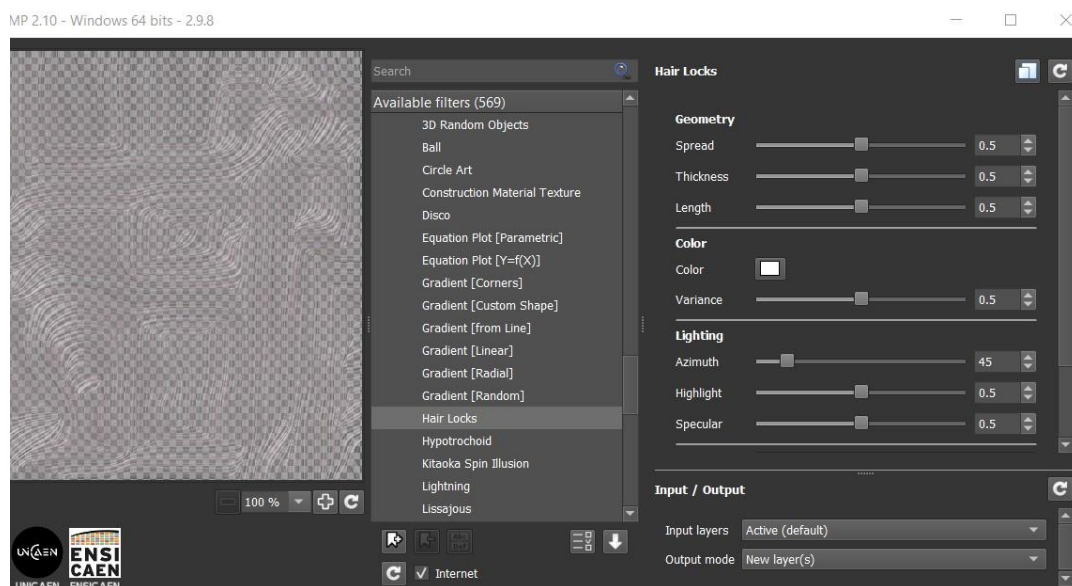 MP 2.10 - Windows 64 bits - 2.9.8
Search
Available filters (569)
3D Random Objects
Ball
Circle Art
Construction Material Texture
Disco
Equation Plot [Parametric]
Equation Plot [Y=f(X)]
Gradient [Corners]
Gradient [Custom Shape]
Gradient [from Line]
Gradient [Linear]
Gradient [Radial]
Gradient [Random]
Hair Locks
Hypotrochoid
Kitaoka Spin Illusion
Lightning
Lissajous
Internet
100 %
UNICAEN
ENSI
CAEN
UNICAEN ENSICAEN
Hair Locks
Geometry
Spread 0.5
Thickness 0.5
Length 0.5
Color
Color
Variance 0.5
Lighting
Azimuth 45
Highlight 0.5
Specular 0.5
Input / Output
Input layers Active (default)
Output mode New layer(s)